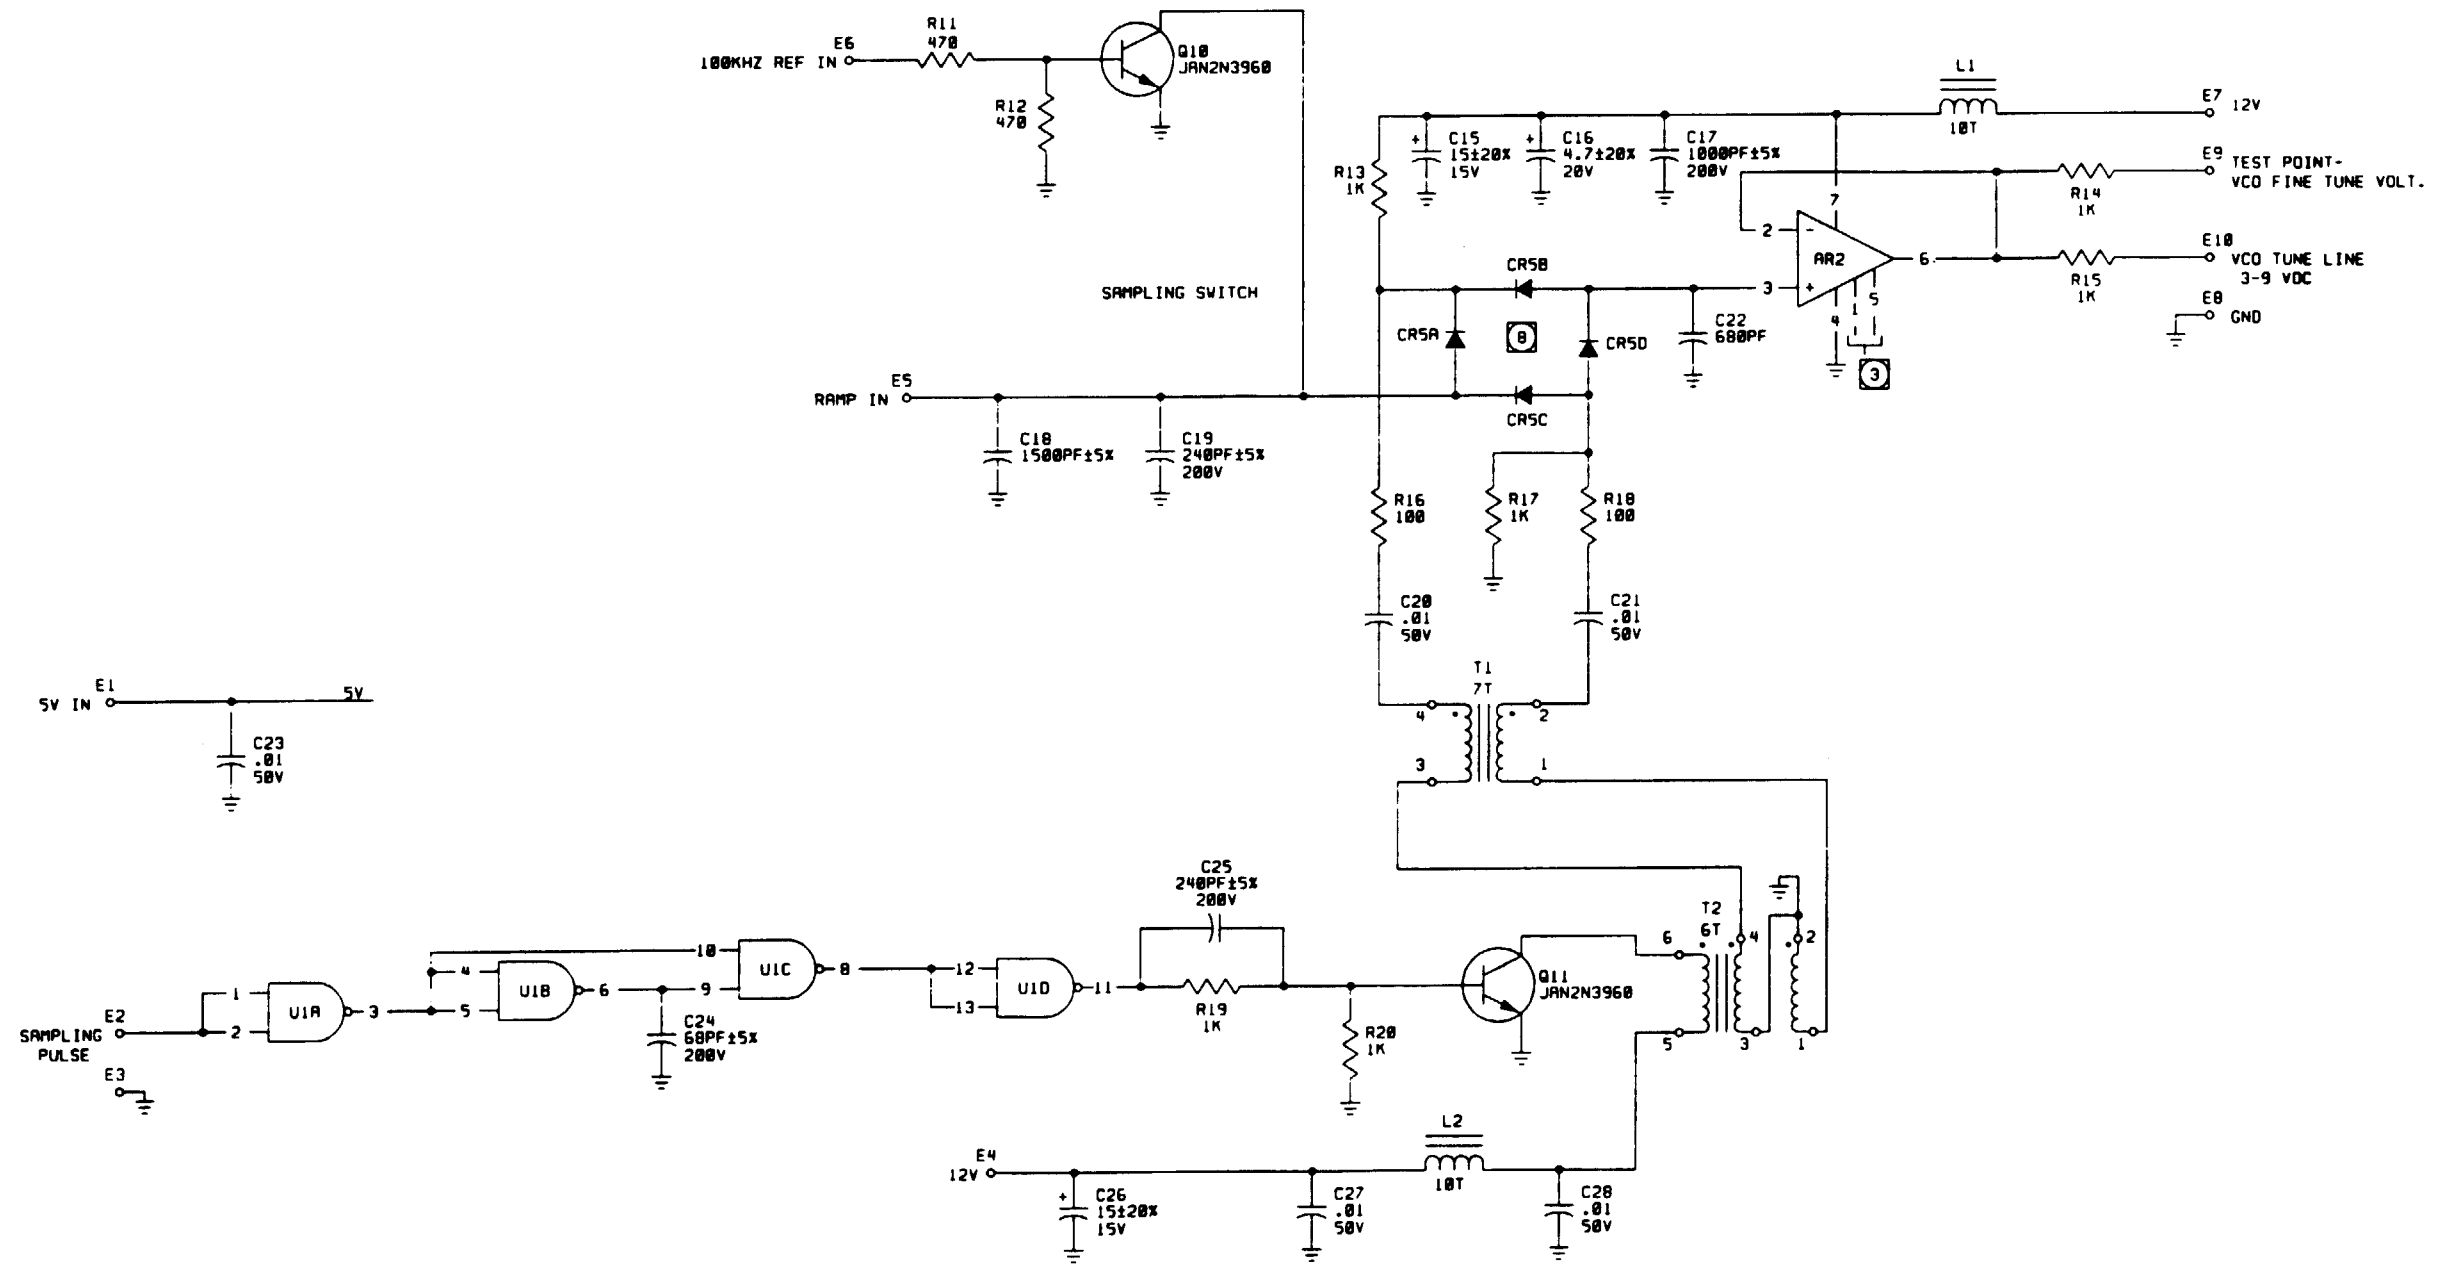 R11
470
E6
100KHZ REF IN
Q10
JAN2N3960
R12
470
L1
10T
E7
12V
C15
15±20%
15V
+
C16
4.7±20%
20V
+
C17
1000PF±5%
200V
R13
1K
E9
TEST POINT-
VCO FINE TUNE VOLT.
R14
1K
7
2
-
AR2
6
3
+
4
1
5
3
E10
VCO TUNE LINE
3-9 VDC
R15
1K
E8
GND
SAMPLING SWITCH
CR5B
CR5A
8
CR5D
CR5C
C22
680PF
E5
RAMP IN
C18
1500PF±5%
C19
240PF±5%
200V
R16
100
R17
1K
R18
100
C20
.01
50V
C21
.01
50V
T1
7T
4
2
3
1
E1
5V IN
5V
C23
.01
50V
C25
240PF±5%
200V
T2
6T
6
4
2
5
3
1
E2
SAMPLING
PULSE
E3
1
2
U1A
3
4
5
U1B
6
C24
68PF±5%
200V
10
9
U1C
8
12
13
U1D
11
R19
1K
R20
1K
Q11
JAN2N3960
E4
12V
+
C26
15±20%
15V
C27
.01
50V
L2
10T
C28
.01
50V